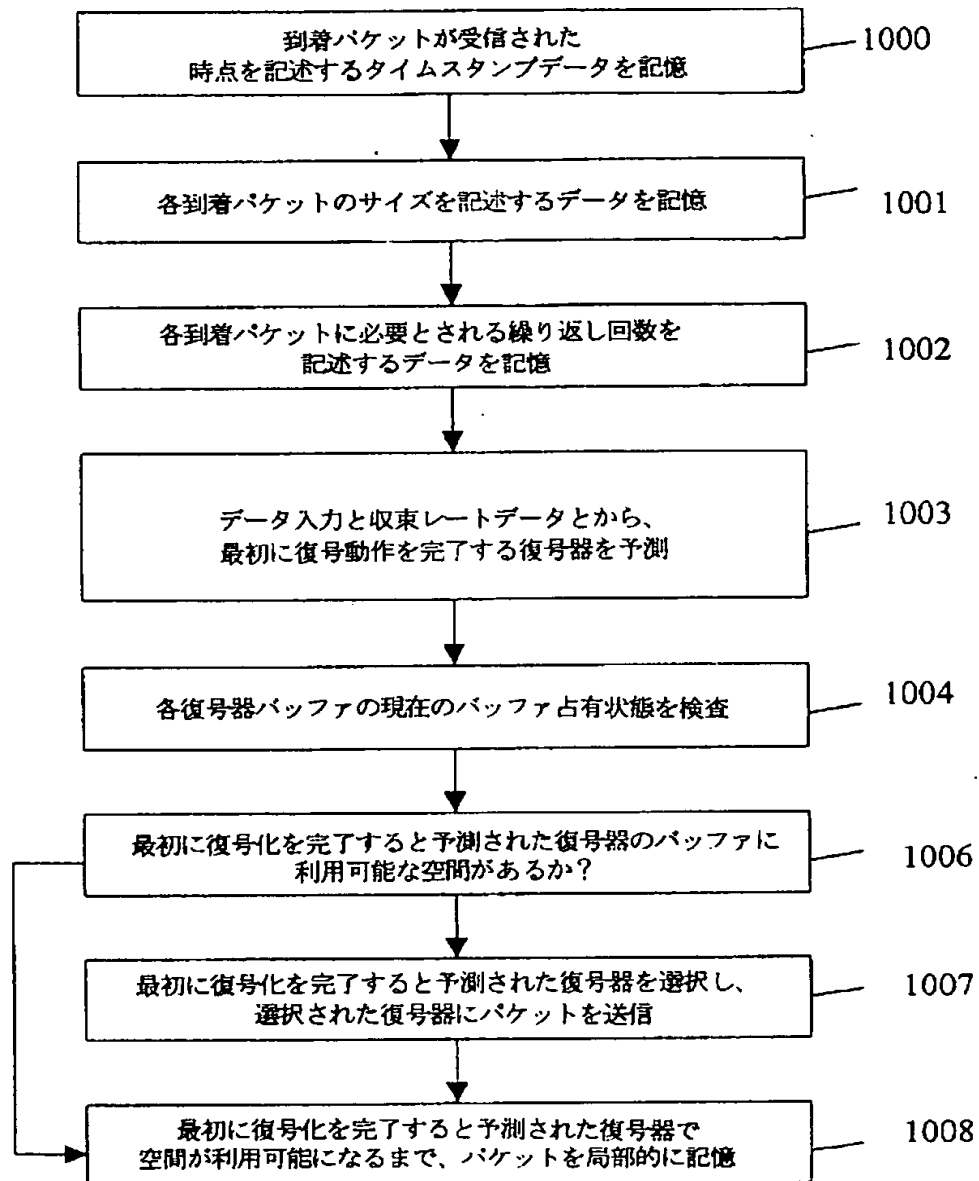 到着パケットが受信された
時点を記述するタイムスタンプデータを記憶
1000
各到着パケットのサイズを記述するデータを記憶
1001
各到着パケットに必要とされる繰り返し回数を
記述するデータを記憶
1002
データ入力と収束レートデータとから、
最初に復号動作を完了する復号器を予測
1003
各復号器バッファの現在のバッファ占有状態を検査
1004
最初に復号化を完了すると予測された復号器のバッファに
利用可能な空間があるか？
1006
最初に復号化を完了すると予測された復号器を選択し、
選択された復号器にパケットを送信
1007
最初に復号化を完了すると予測された復号器で
空間が利用可能になるまで、パケットを局部的に記憶
1008